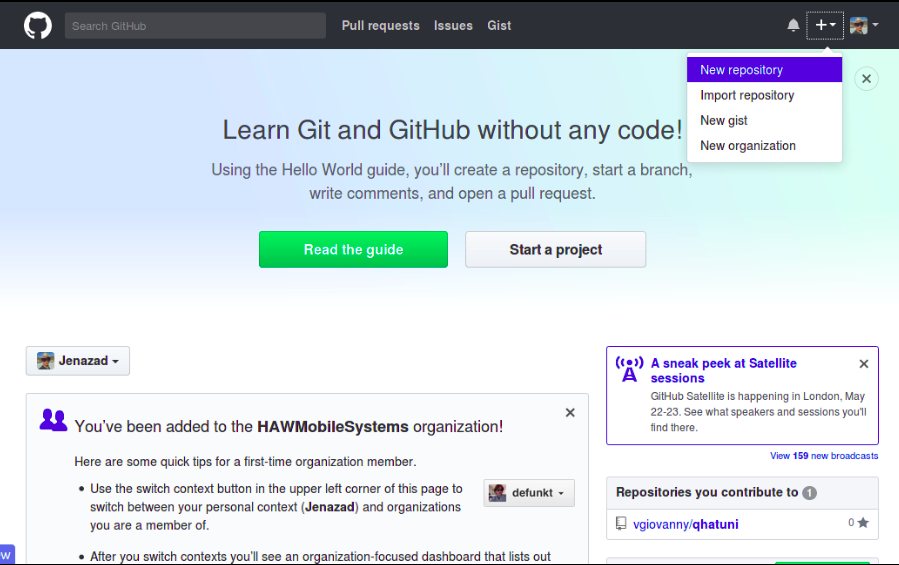 Search GitHub
Pull requests
Issues
Gist
New repository
Import repository
New gist
New organization
Learn Git and GitHub without any code!
Using the Hello World guide, you’ll create a repository, start a branch,
write comments, and open a pull request.
Read the guide
Start a project
Jenazad
You’ve been added to the HAWMobileSystems organization!
Here are some quick tips for a first-time organization member.
• Use the switch context button in the upper left corner of this page to
switch between your personal context (Jenazad) and organizations
you are a member of.
defunkt
• After you switch contexts you’ll see an organization-focused dashboard that lists out
w
A sneak peek at Satellite
sessions
GitHub Satellite is happening in London, May
22-23. See what speakers and sessions you'll
find there.
View 159 new broadcasts
Repositories you contribute to 1
vgiovanny/qhatuni
0